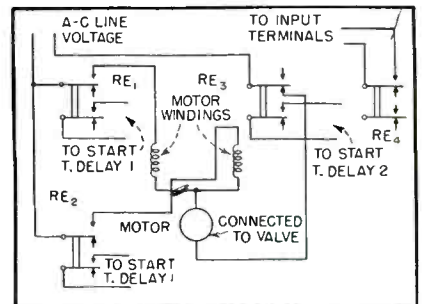 A-C LINE
VOLTAGE
TO INPUT
TERMINALS
RE1
RE3
MOTOR
WINDINGS
RE4
TO START
T. DELAY 1
TO START
T. DELAY 2
RE2
MOTOR
CONNECTED
TO VALVE
TO START
T. DELAY 1